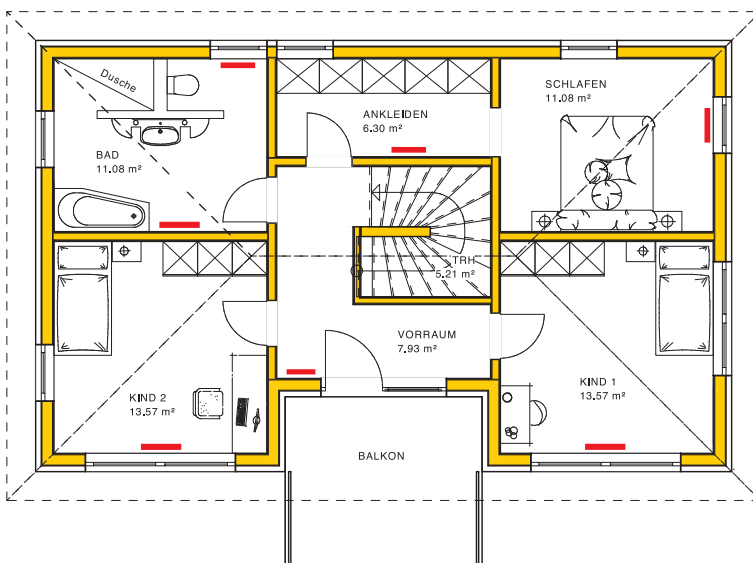 Dusche
SCHLAFEN
11.08 m²
ANKLEIDEN
6.30 m²
BAD
11.08 m²
TRH
5.21 m²
VORRAUM
7.93 m²
KIND 2
13.57 m²
KIND 1
13.57 m²
BALKON